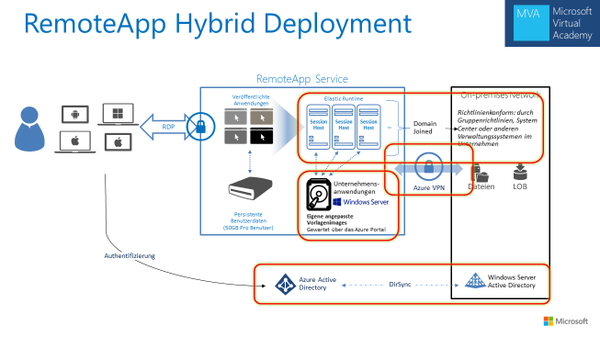 RemoteApp Hybrid Deployment
MVA
Microsoft
Virtual
Academy
RemoteApp Service
On-premises Network
Veröffentlichte
Anwendungen
Elastic Runtime
Session
Host
Session
Host
Session
Host
Domain
Joined
Richtlinienkonform: durch
Gruppenrichtlinien, System
Center oder anderen
Verwaltungssystemen im
Unternehmen
RDP
Azure VPN
Dateien
LOB
Unternehmens-
anwendungen
Windows Server
Eigene angepasste
Vorlagenimages
Gewartet über das Azure Portal
Persistente
Benutzerdaten
(50GB Pro Benutzer)
Authentifizierung
Azure Active
Directory
DirSync
Windows Server
Active Directory
Microsoft